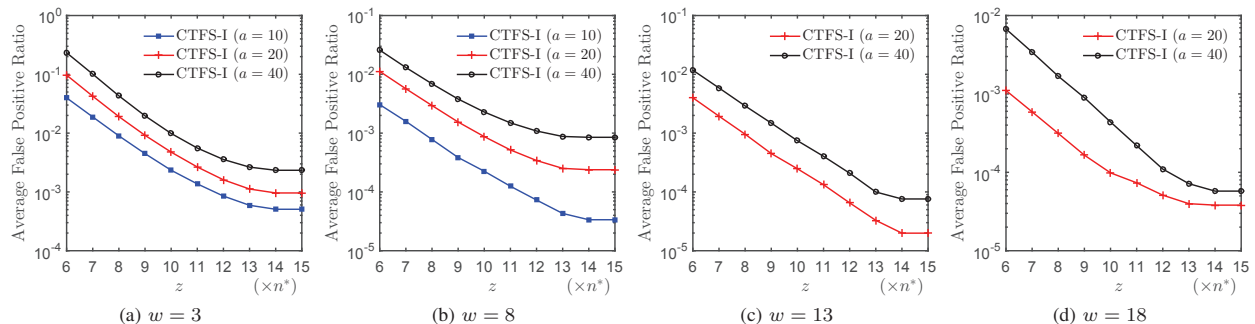 Average False Positive Ratio
10^0
10^-1
10^-2
10^-3
10^-4
CTFS-I (a = 10)
CTFS-I (a = 20)
CTFS-I (a = 40)
6 7 8 9 10 11 12 13 14 15
z (×n*)
(a) w = 3
Average False Positive Ratio
10^-1
10^-2
10^-3
10^-4
10^-5
CTFS-I (a = 10)
CTFS-I (a = 20)
CTFS-I (a = 40)
6 7 8 9 10 11 12 13 14 15
z (×n*)
(b) w = 8
Average False Positive Ratio
10^-1
10^-2
10^-3
10^-4
10^-5
CTFS-I (a = 20)
CTFS-I (a = 40)
6 7 8 9 10 11 12 13 14 15
z (×n*)
(c) w = 13
Average False Positive Ratio
10^-2
10^-3
10^-4
10^-5
CTFS-I (a = 20)
CTFS-I (a = 40)
6 7 8 9 10 11 12 13 14 15
z (×n*)
(d) w = 18